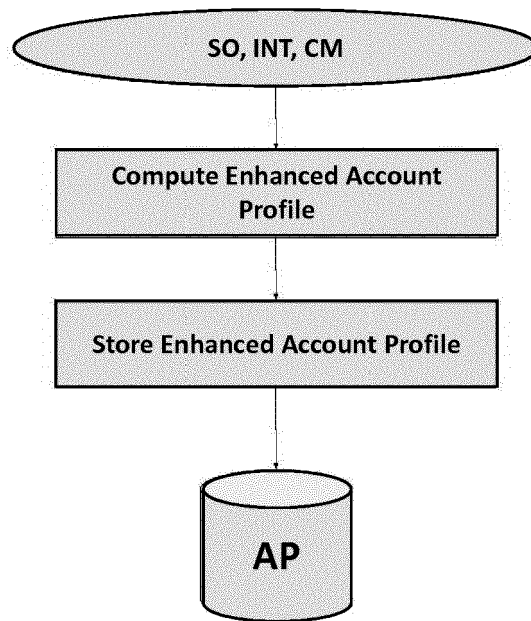 SO, INT, CM
Compute Enhanced Account
Profile
Store Enhanced Account Profile
AP